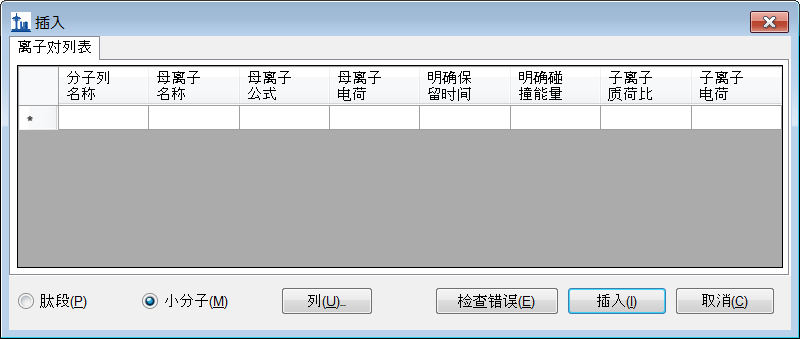 插入
离子对列表
分子列名称 母离子名称 母离子公式 母离子电荷 明确保留时间 明确碰撞能量 子离子质荷比 子离子电荷
*
肽段(P) 小分子(M) 列(U)... 检查错误(E) 插入(I) 取消(C)